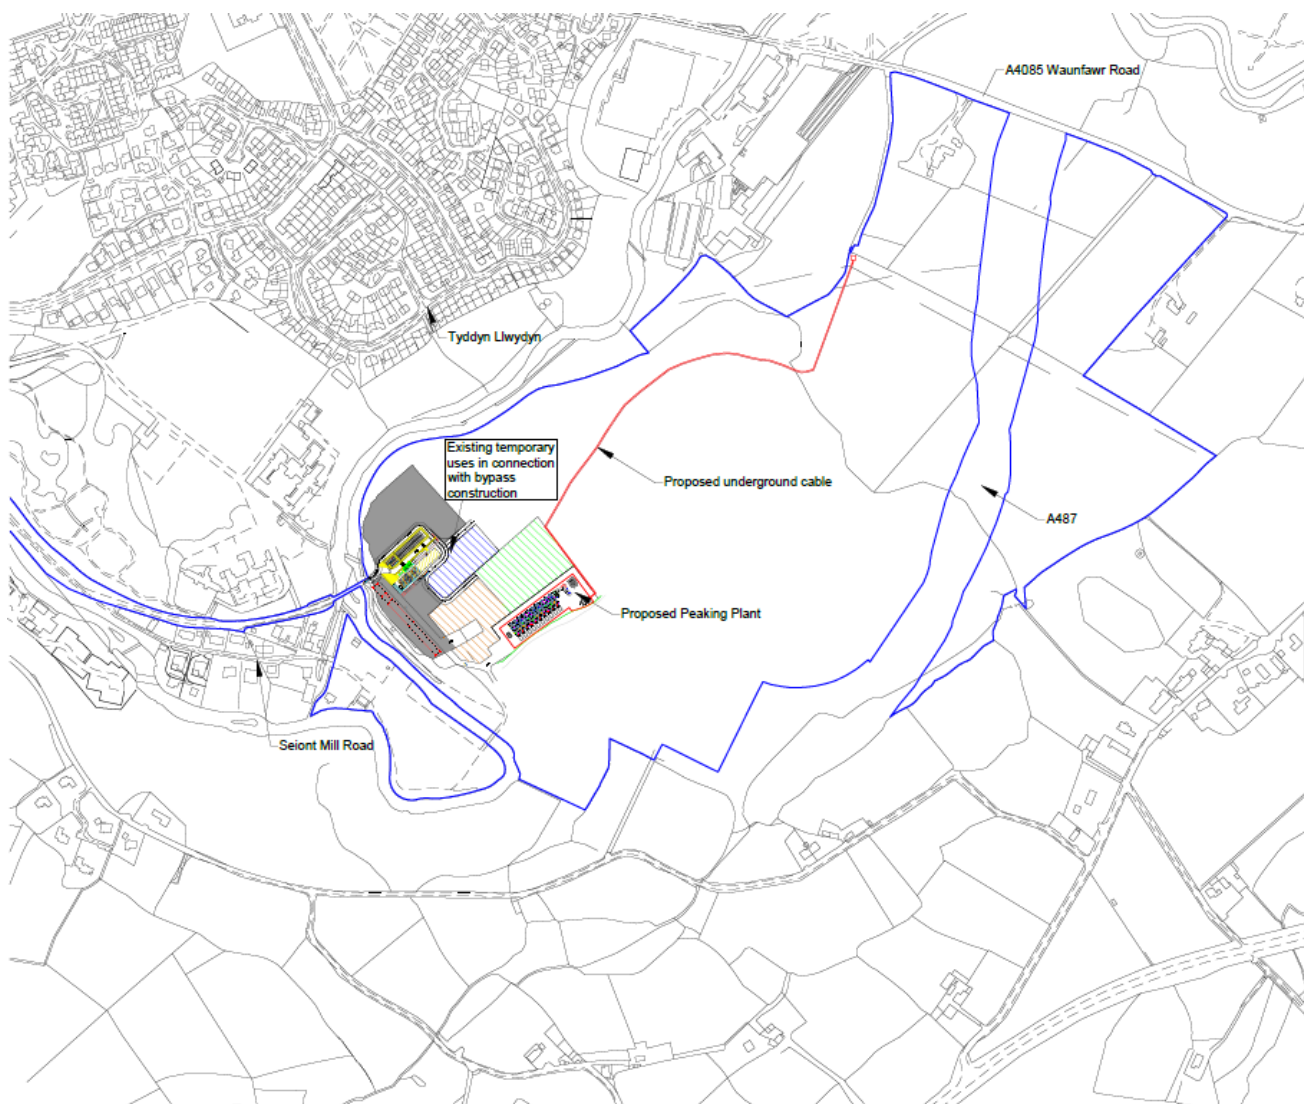 A4085 Waunfawr Road
Tyddyn Llwydyn
Existing temporary
uses in connection
with bypass
construction
Proposed underground cable
A487
Proposed Peaking Plant
Seiont Mill Road